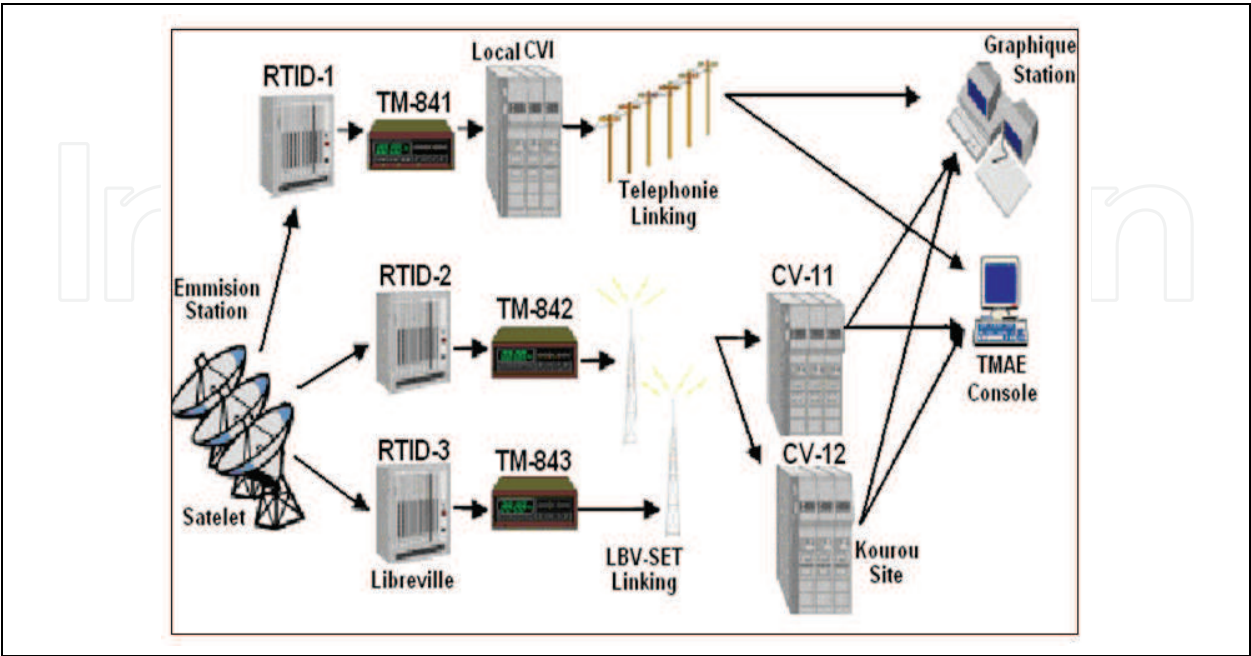 Graphique
Station
Local CVI
RTID-1
TM-841
Telephonie
Linking
Emmision
Station
RTID-2
TM-842
CV-11
TMAE
Console
RTID-3
TM-843
CV-12
Satelet
Libreville
LBV-SET
Linking
Kourou
Site